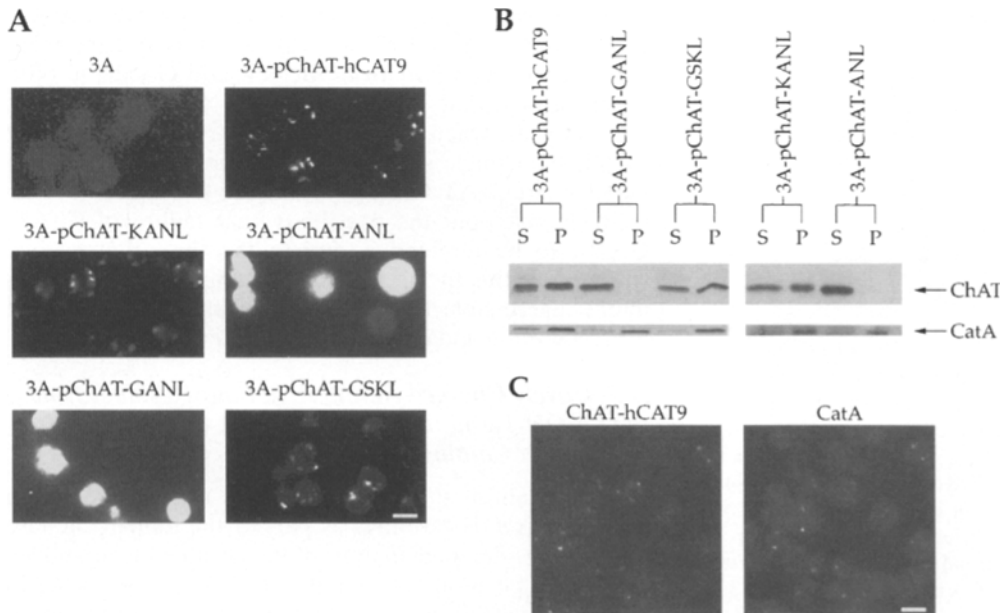 A
3A
3A-pChAT-hCAT9
3A-pChAT-KANL
3A-pChAT-ANL
3A-pChAT-GANL
3A-pChAT-GSKL
B
3A-pChAT-hCAT9
3A-pChAT-GANL
3A-pChAT-GSKL
3A-pChAT-KANL
3A-pChAT-ANL
S P S P S P S P S P
ChAT
CatA
C
ChAT-hCAT9
CatA